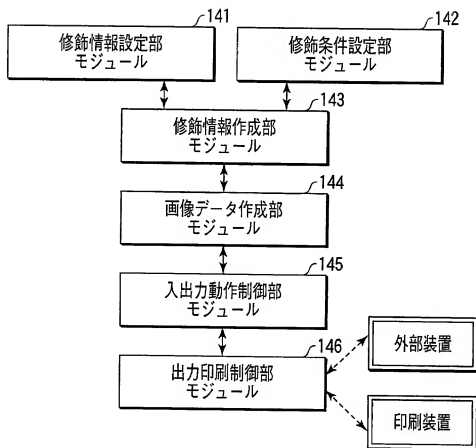 141
修飾情報設定部
モジュール
142
修飾条件設定部
モジュール
143
修飾情報作成部
モジュール
144
画像データ作成部
モジュール
145
入出力動作制御部
モジュール
146
出力印刷制御部
モジュール
外部装置
印刷装置